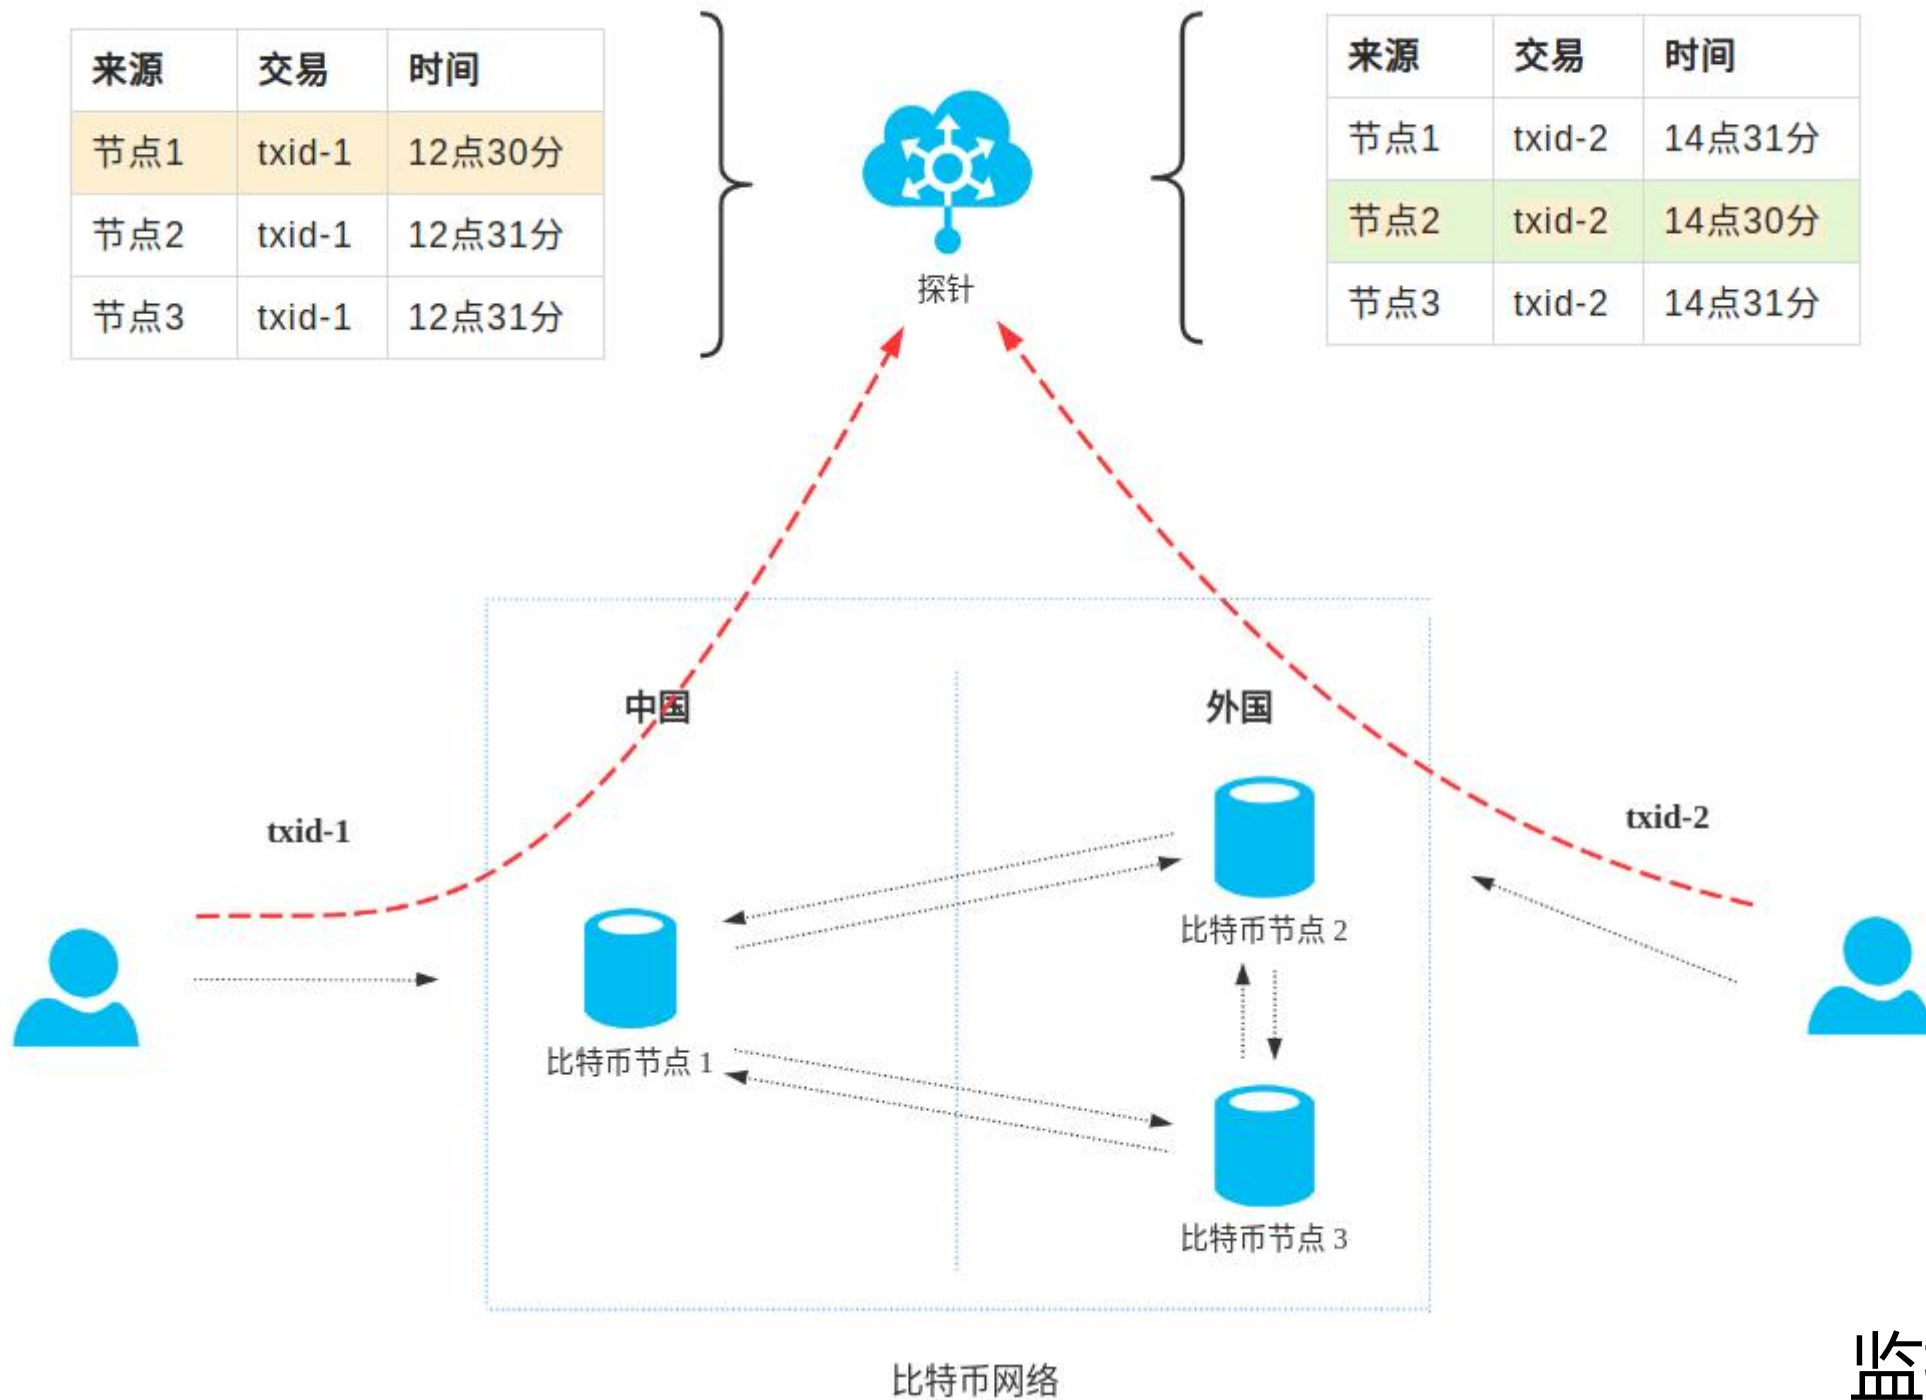 来源 交易 时间
节点1 txid-1 12点30分
节点2 txid-1 12点31分
节点3 txid-1 12点31分
来源 交易 时间
节点1 txid-2 14点31分
节点2 txid-2 14点30分
节点3 txid-2 14点31分
探针
中国
外国
txid-1
txid-2
比特币节点 2
比特币节点 1
比特币节点 3
比特币网络
监